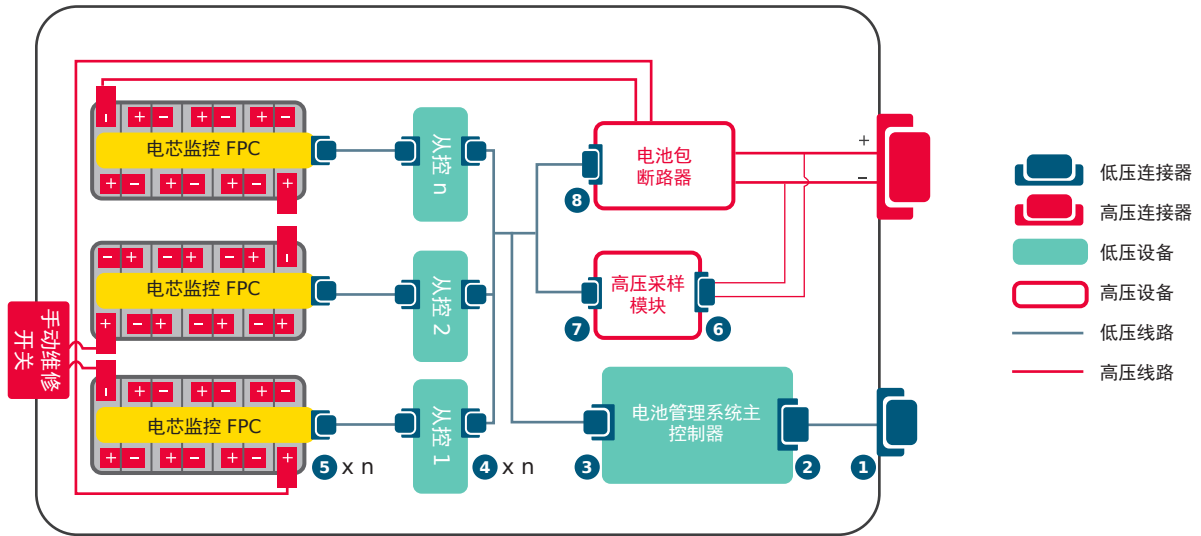 电芯监控 FPC
电芯监控 FPC
电芯监控 FPC
手动维修
开关
从控 n
从控 2
从控 1
5 x n
4 x n
电池包
断路器
8
+
−
高压采样
模块
7
6
电池管理系统主
控制器
3
2
1
低压连接器
高压连接器
低压设备
高压设备
低压线路
高压线路